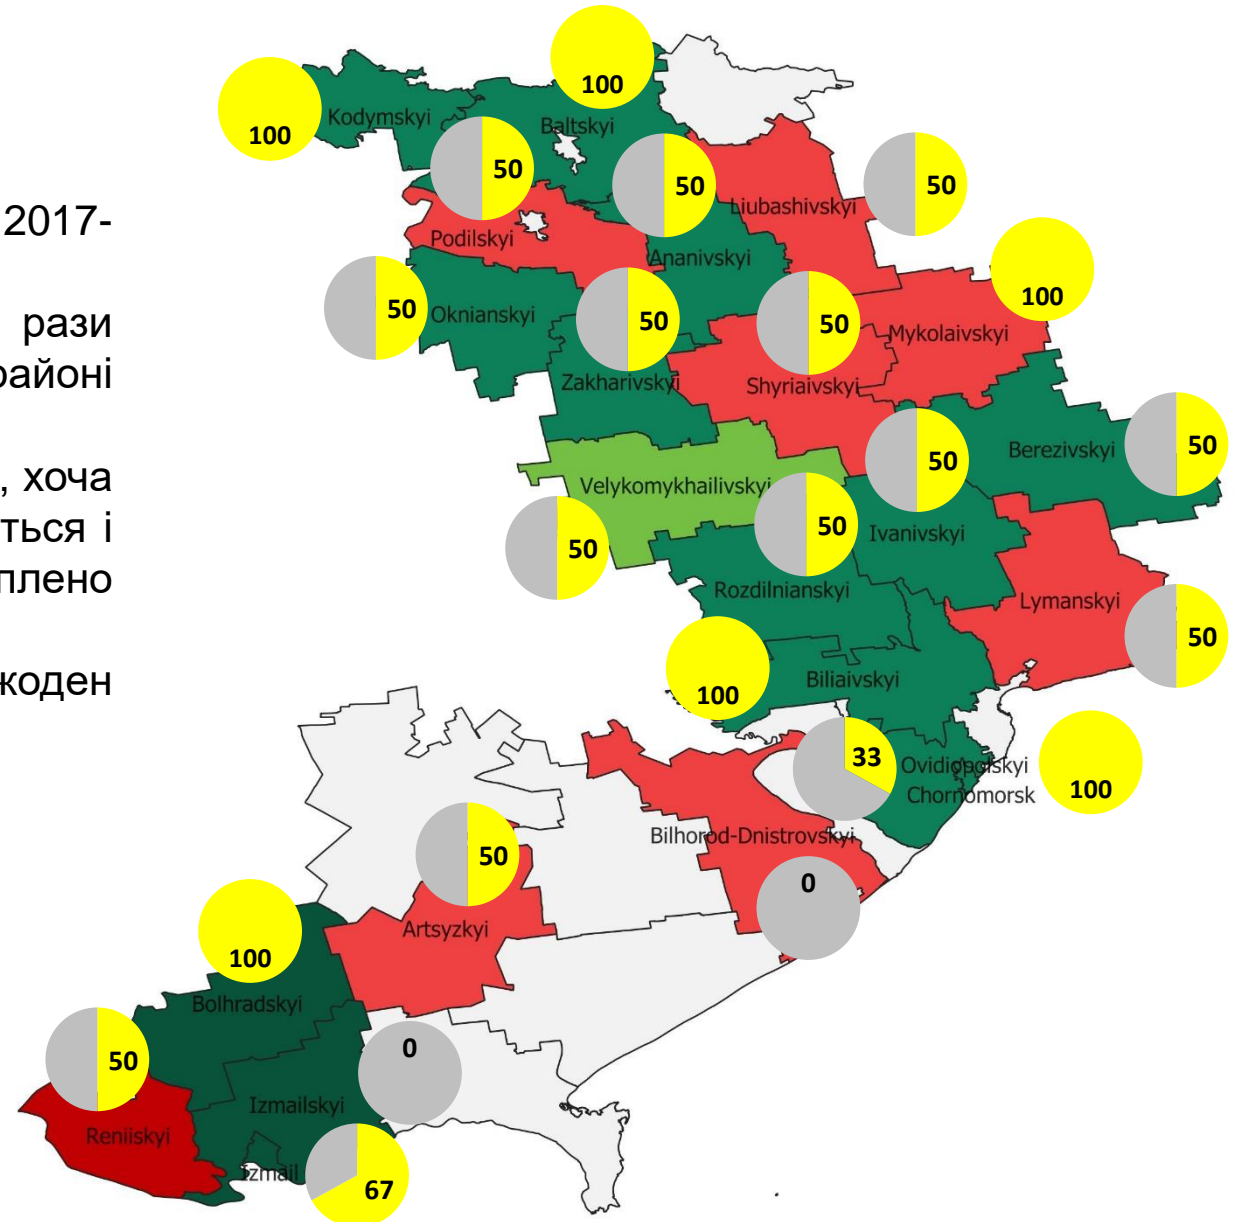 100
100
Kodymskyi
Baltskyi
50
50
50
2017-
Liubashivskyi
Podilskyi
Ananivskyi
100
50
Oknianskyi
50
50
рази
Mykolaivskyi
районі
Zakharivskyi
Shyriaivskyi
50
50
Berezivskyi
, хоча
Velykomykhailivskyi
50
Ivanivskyi
ться і
50
плено
Rozdilnianskyi
Lymanskyi
50
жоден
100
Biliaivskyi
33
Ovidiopolskyi
100
Chornomorsk
Bilhorod-Dnistrovskyi
50
0
Artsyzkyi
100
Bolhradskyi
0
50
Izmailskyi
Reniiskyi
Izmail
67